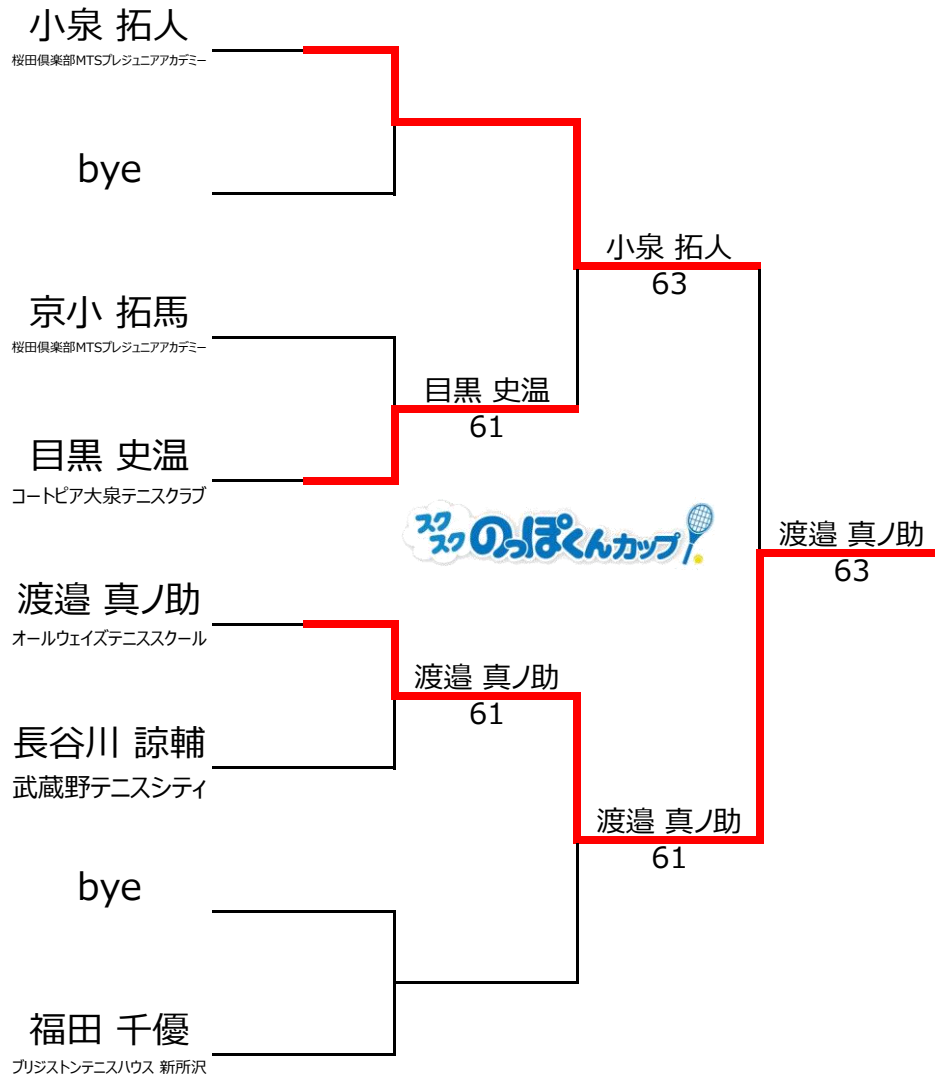 小泉 拓人
桜田倶楽部MTSプレジュニアアカデミー
bye
小泉 拓人
63
京小 拓馬
桜田倶楽部MTSプレジュニアアカデミー
目黒 史温
61
目黒 史温
コートピア大泉テニスクラブ
スクスク のっぽくんカップ
渡邉 真ノ助
63
渡邉 真ノ助
オールウェイズテニススクール
渡邉 真ノ助
61
長谷川 諒輔
武蔵野テニスシティ
渡邉 真ノ助
61
bye
福田 千優
ブリジストンテニスハウス 新所沢